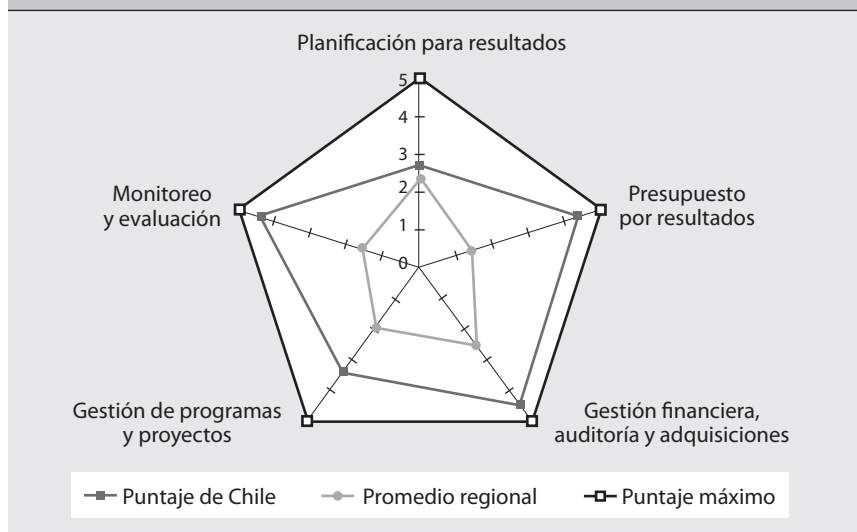 Planificación para resultados
5
4
3
2
1
0
Monitoreo
y evaluación
Presupuesto
por resultados
Gestión de programas
y proyectos
Gestión financiera,
auditoría y adquisiciones
Puntaje de Chile
Promedio regional
Puntaje máximo